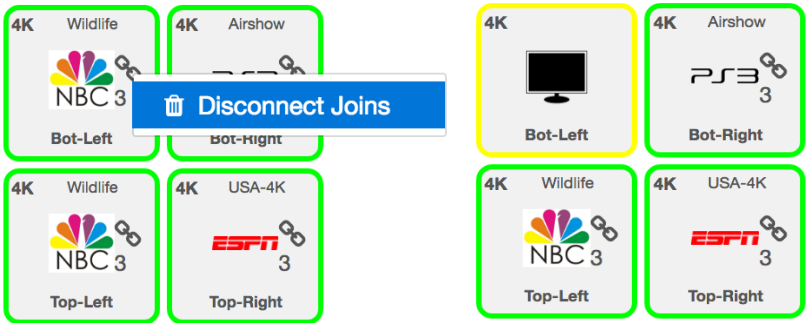 4K Wildlife
NBC 3
Bot-Left
4K Airshow
Bot-Right
Disconnect Joins
4K Wildlife
NBC 3
Top-Left
4K USA-4K
ESPN
3
Top-Right
4K
Bot-Left
4K Airshow
PS3
3
Bot-Right
4K Wildlife
NBC 3
Top-Left
4K USA-4K
ESPN
3
Top-Right